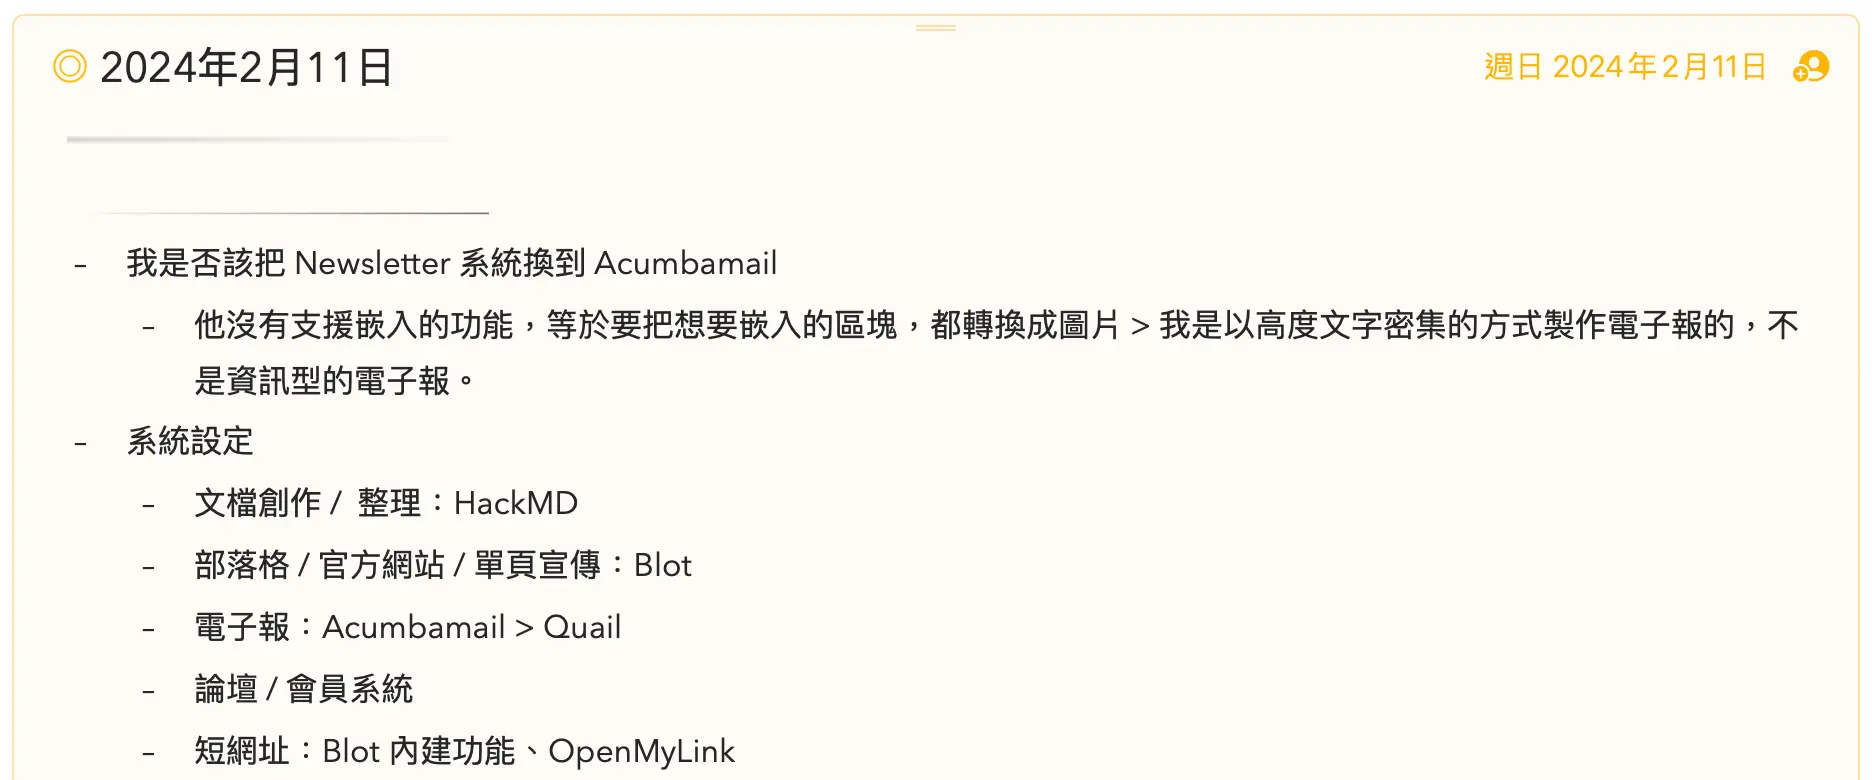 2024年2月11日
週日 2024年2月11日
- 我是否該把 Newsletter 系統換到 Acumbamail
- 他沒有支援嵌入的功能，等於要把想要嵌入的區塊，都轉換成圖片 > 我是以高度文字密集的方式製作電子報的，不
是資訊型的電子報。
- 系統設定
- 文檔創作 / 整理：HackMD
- 部落格 / 官方網站 / 單頁宣傳：Blot
- 電子報：Acumbamail > Quail
- 論壇 / 會員系統
- 短網址：Blot 內建功能、OpenMyLink